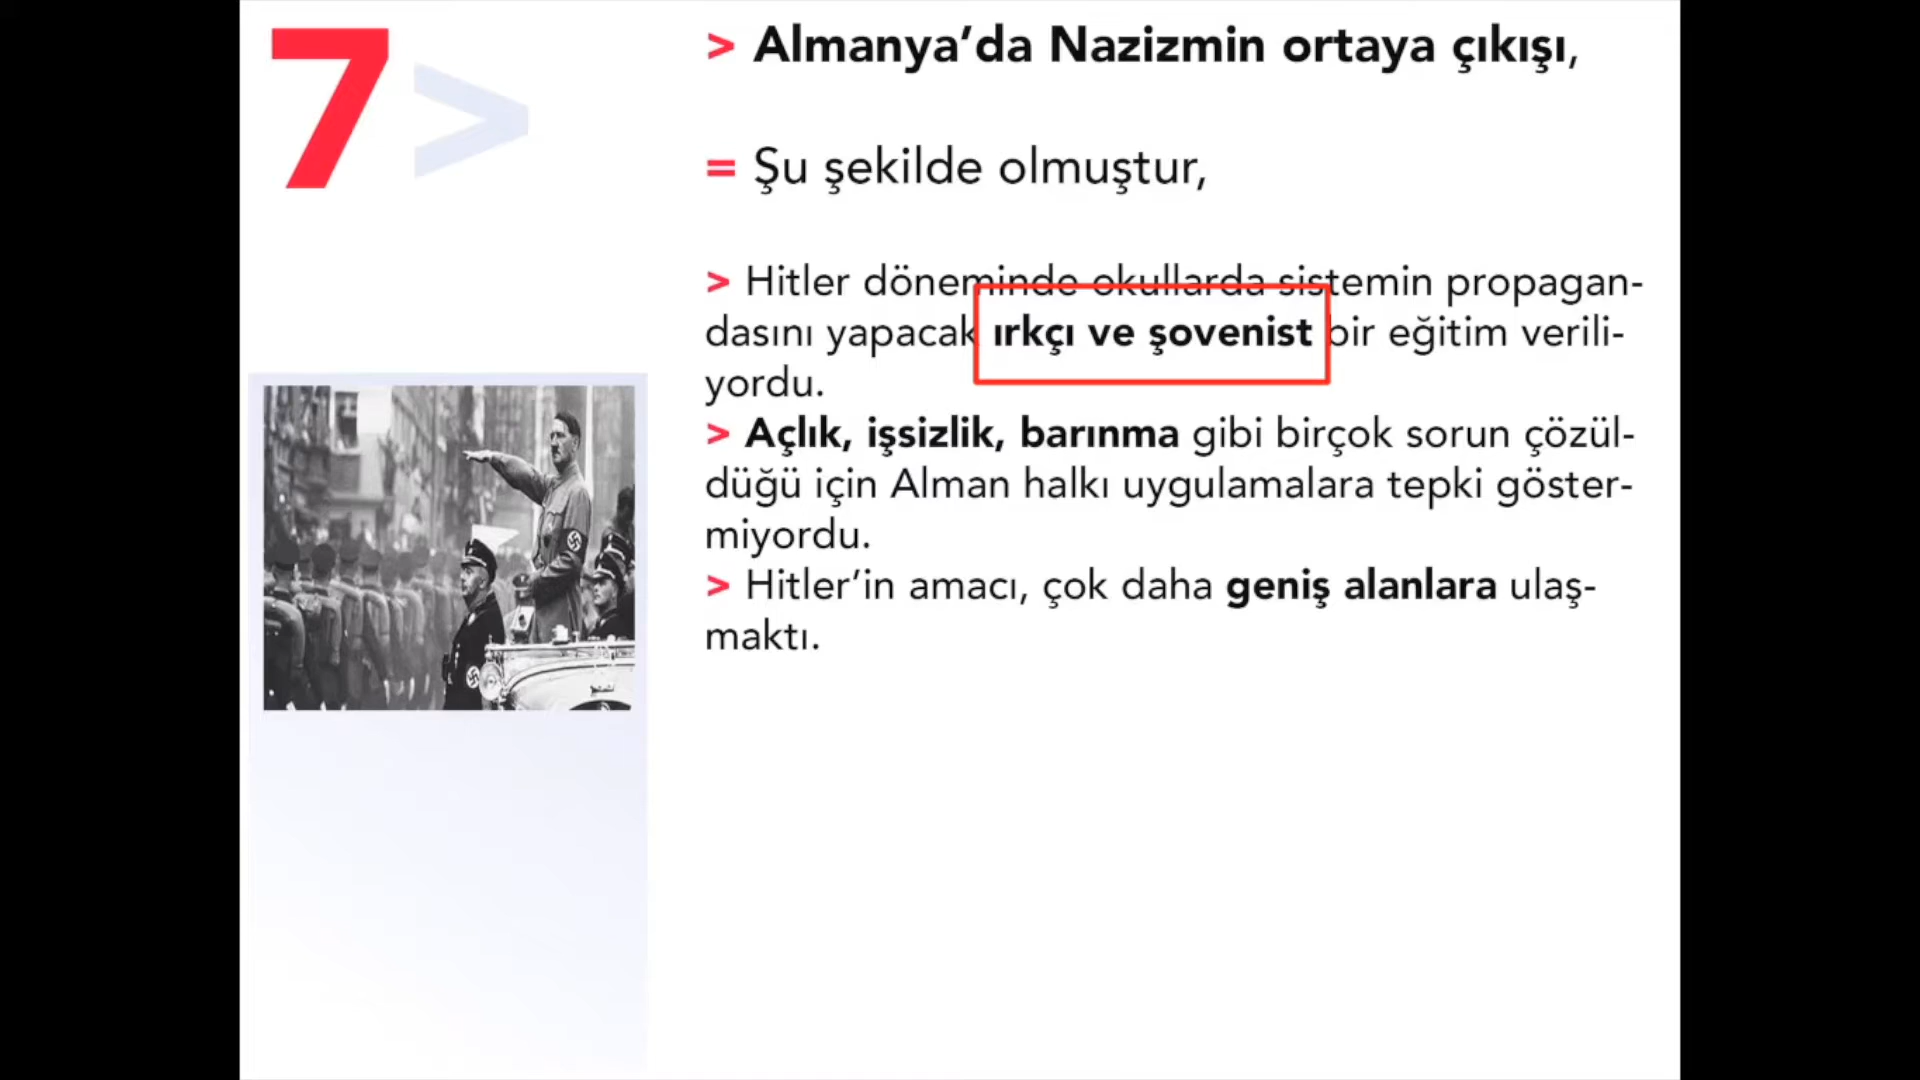 7>
> Almanya’da Nazizmin ortaya çıkışı,
= Şu şekilde olmuştur,
> Hitler döneminde okullarda sistemin propagan-
dasını yapacak ırkçı ve şovenist bir eğitim verili-
yordu.
> Açlık, işsizlik, barınma gibi birçok sorun çözül-
düğü için Alman halkı uygulamalara tepki göster-
miyordu.
> Hitler’in amacı, çok daha geniş alanlara ulaş-
maktı.